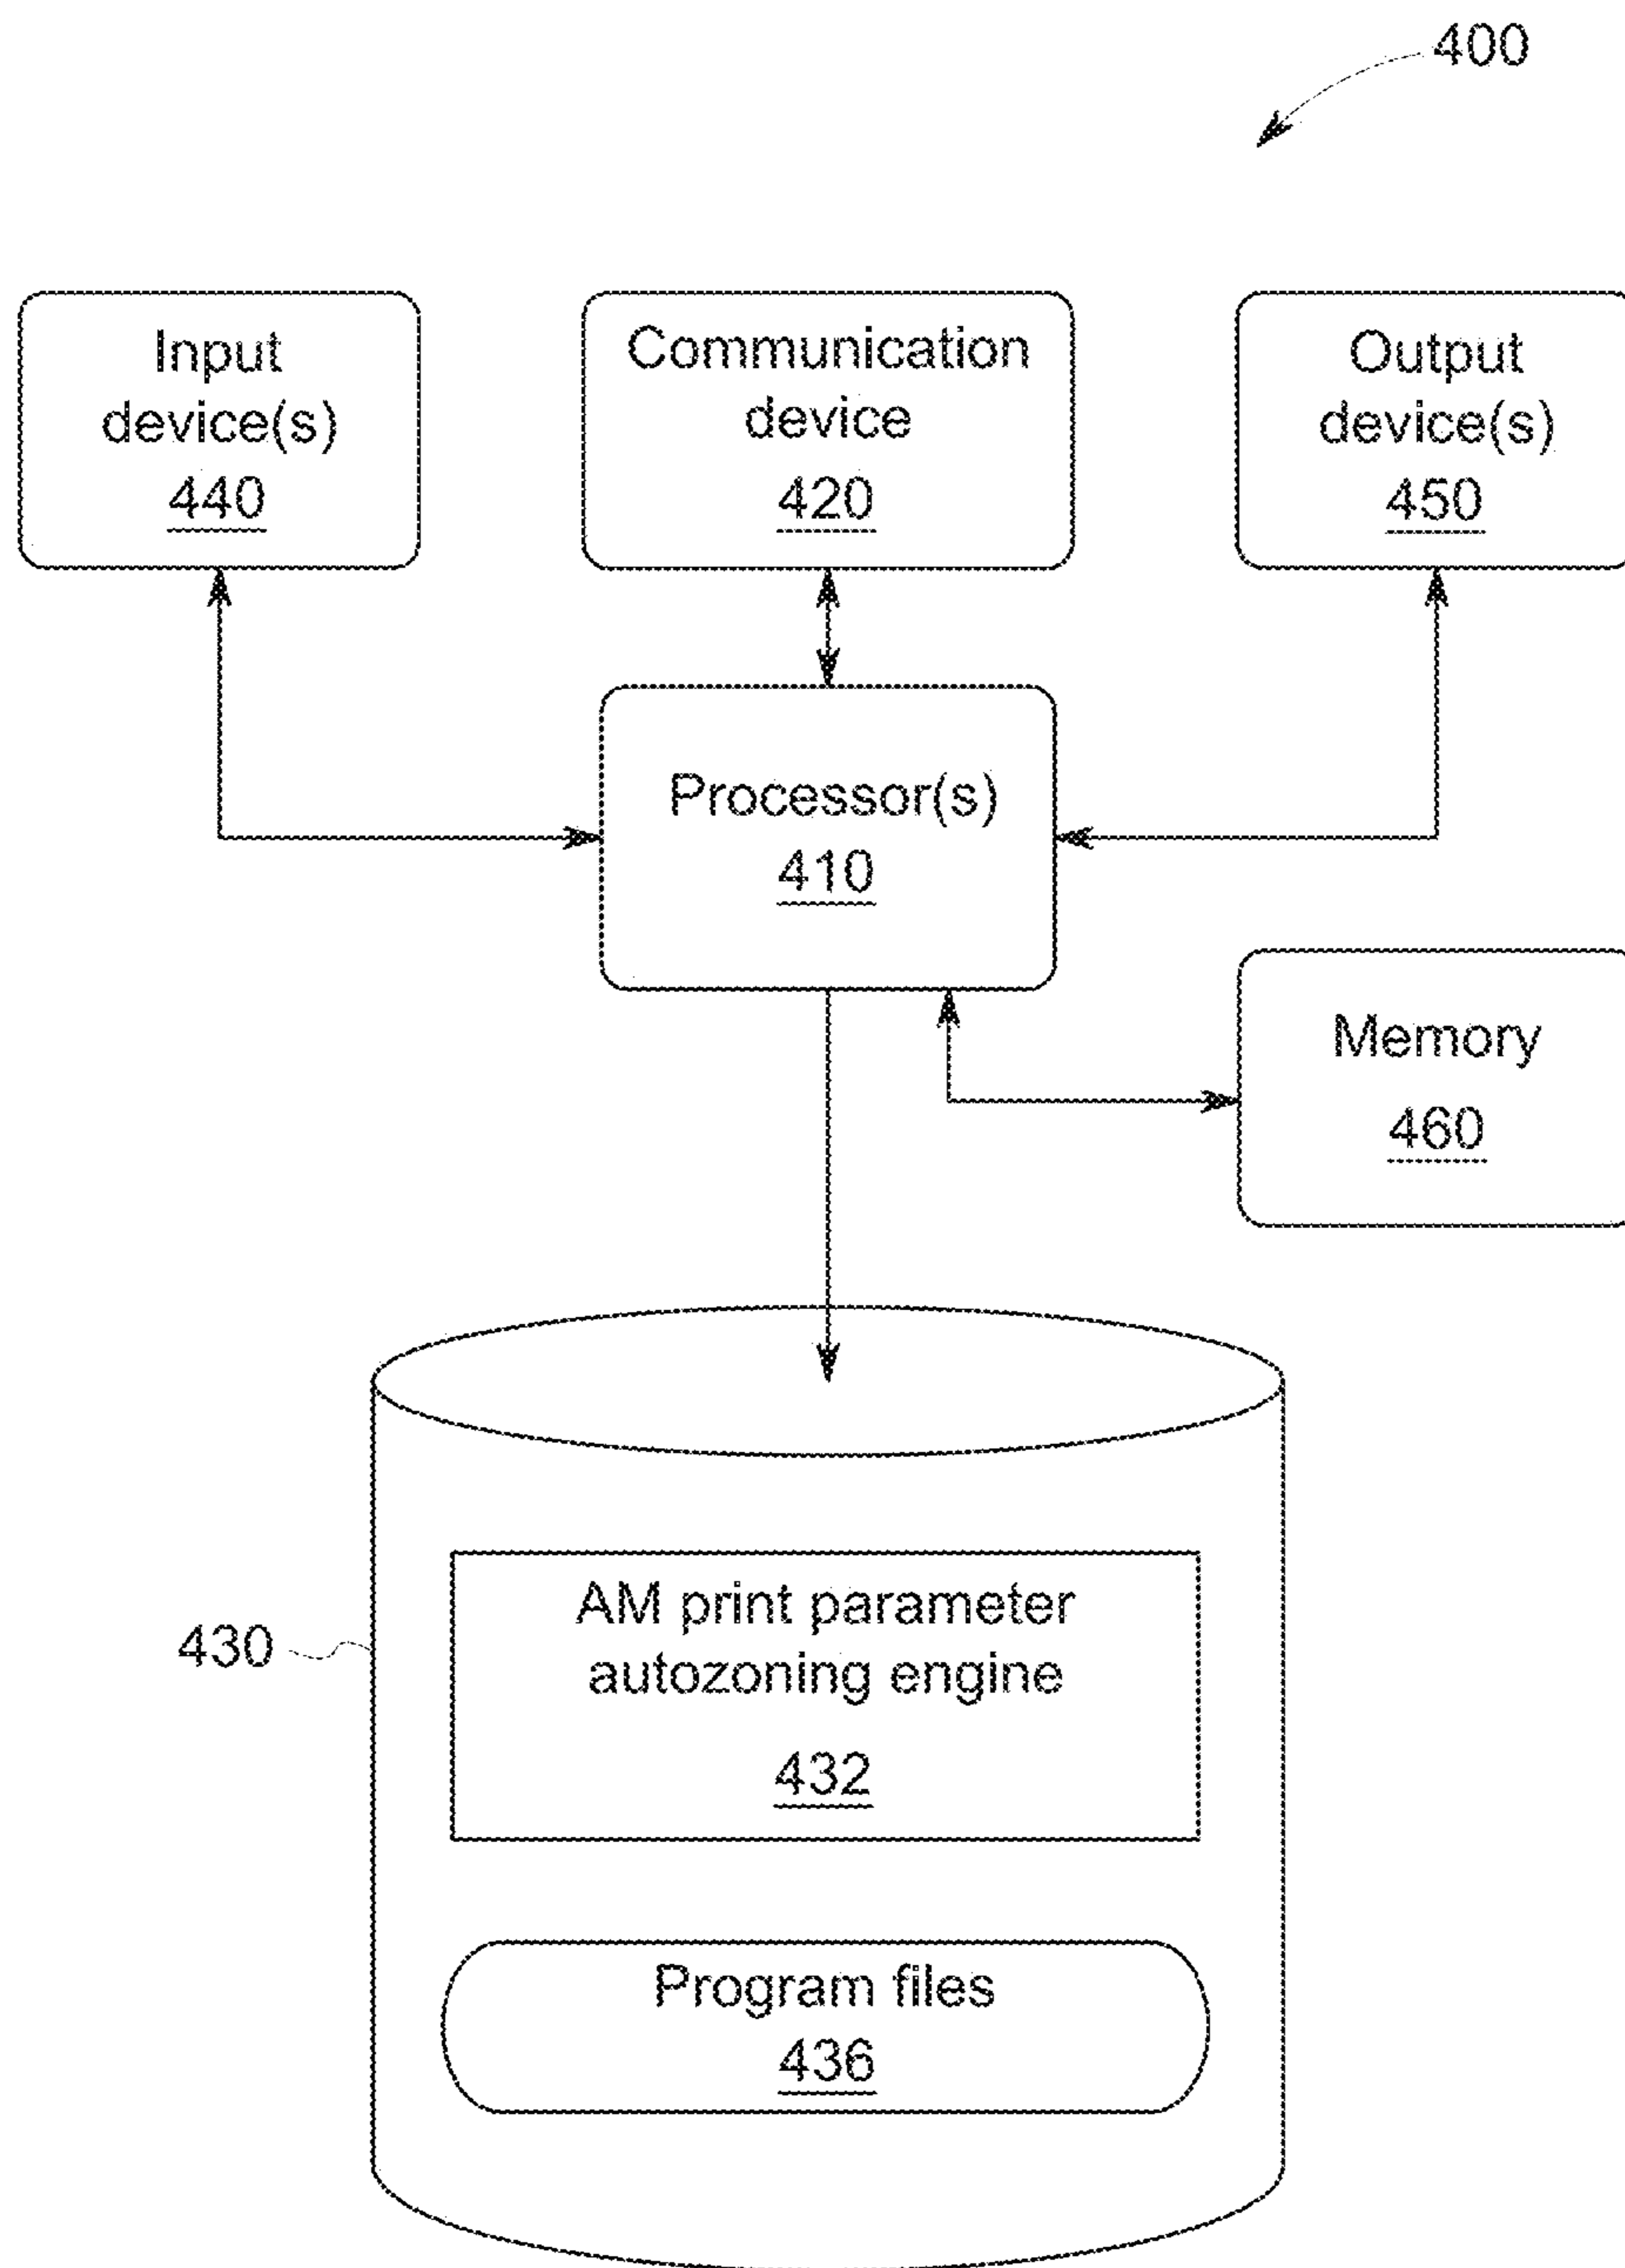 400
Input
device(s)
440
Communication
device
420
Output
device(s)
450
Processor(s)
410
Memory
460
430
AM print parameter
autozoning engine
432
Program files
436